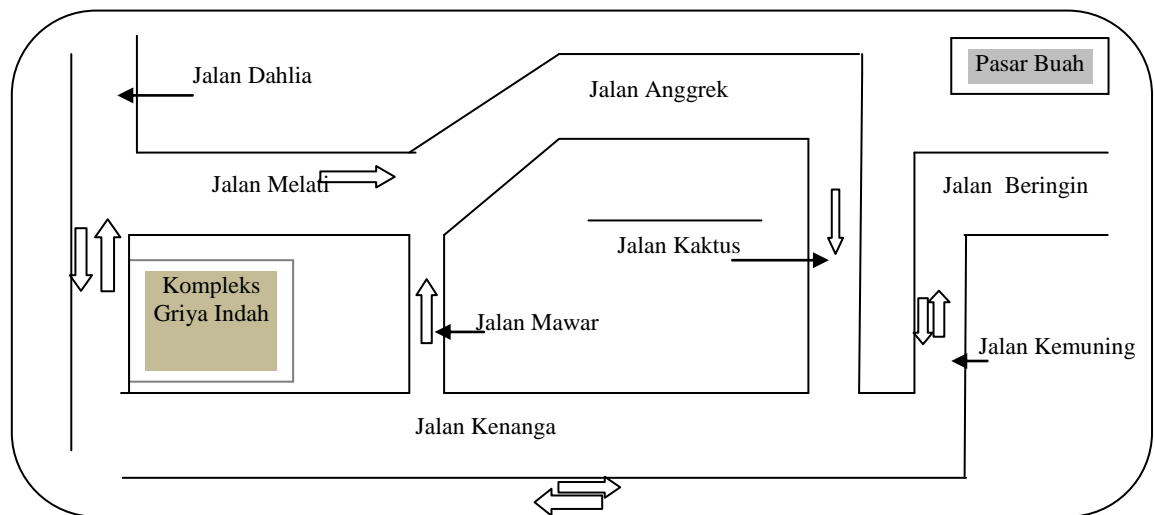 Jalan Dahlia
Jalan Anggrek
Pasar Buah
Jalan Melati
Jalan Beringin
Jalan Kaktus
Kompleks
Griya Indah
Jalan Mawar
Jalan Kemuning
Jalan Kenanga